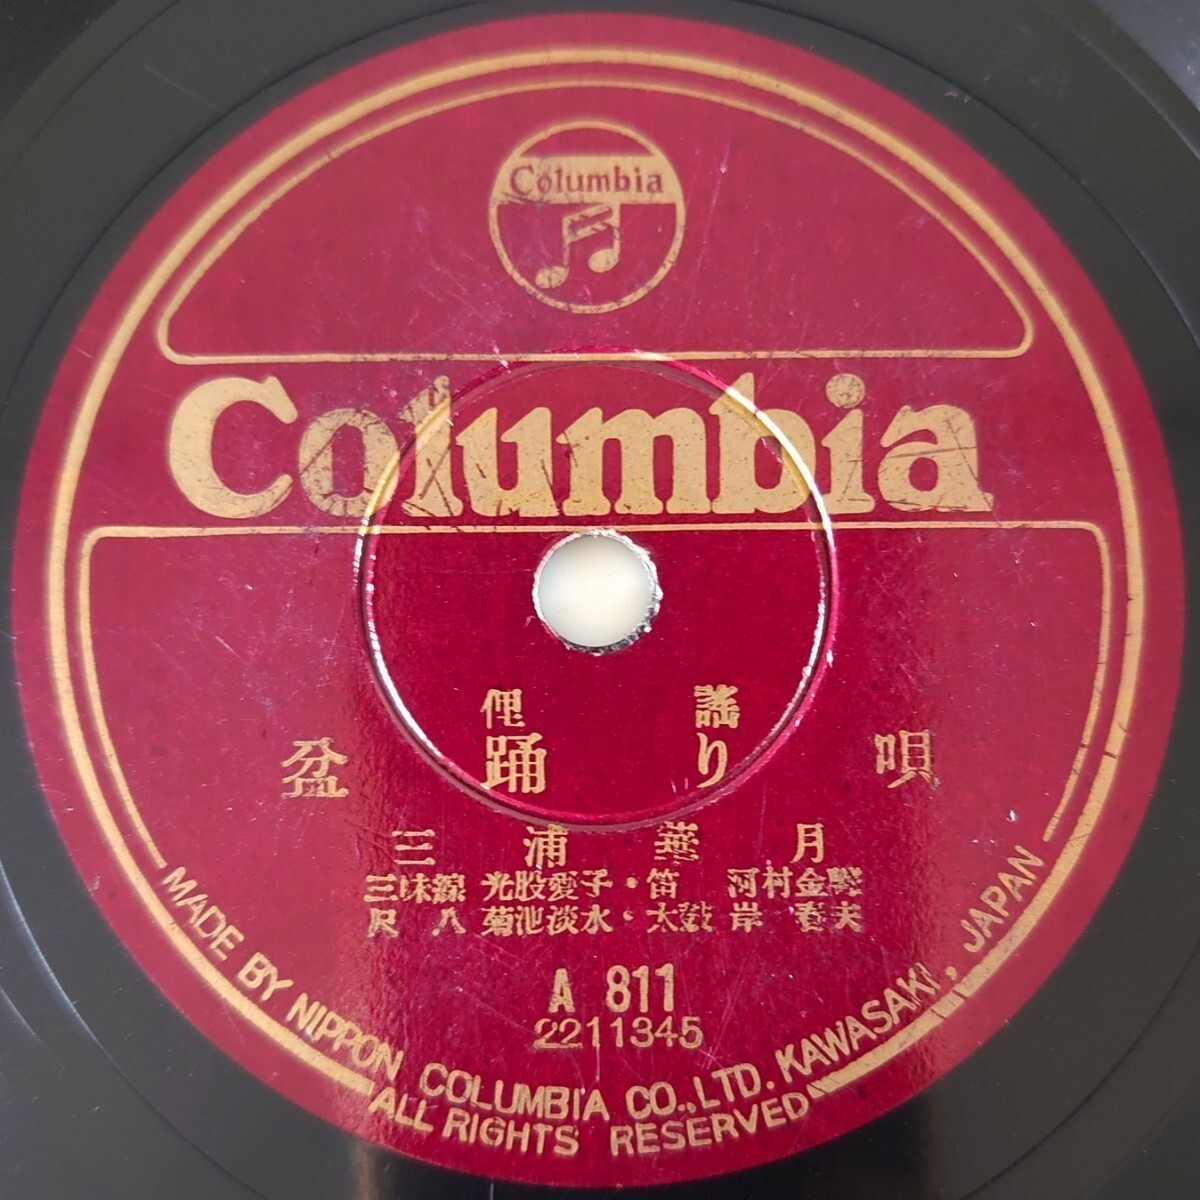 Columbia
Columbia
俚謡
盆踊り唄
三浦華月
三味線 光股愛子・笛 河村金
尺八 菊池淡水・太鼓 岸 春夫
A 811
2211345
MADE BY NIPPON COLUMBIA CO., LTD. KAWASAKI, JAPAN
ALL RIGHTS RESERVED